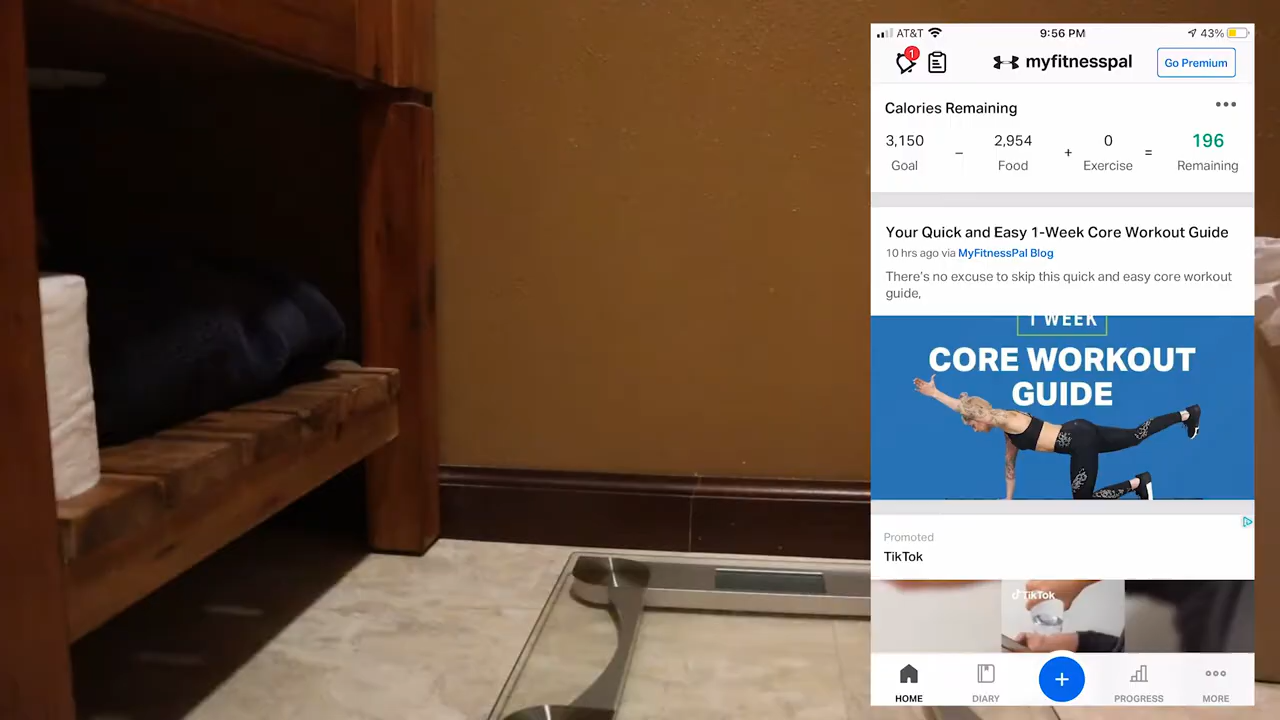 AT&T 9:56 PM 43%
1
myfitnesspal Go Premium
Calories Remaining
3,150 – 2,954 + 0 = 196
Goal Food Exercise Remaining
Your Quick and Easy 1-Week Core Workout Guide
10 hrs ago via MyFitnessPal Blog
There's no excuse to skip this quick and easy core workout
guide,
1 WEEK
CORE WORKOUT
GUIDE
Promoted
TikTok
TikTok
HOME DIARY + PROGRESS MORE